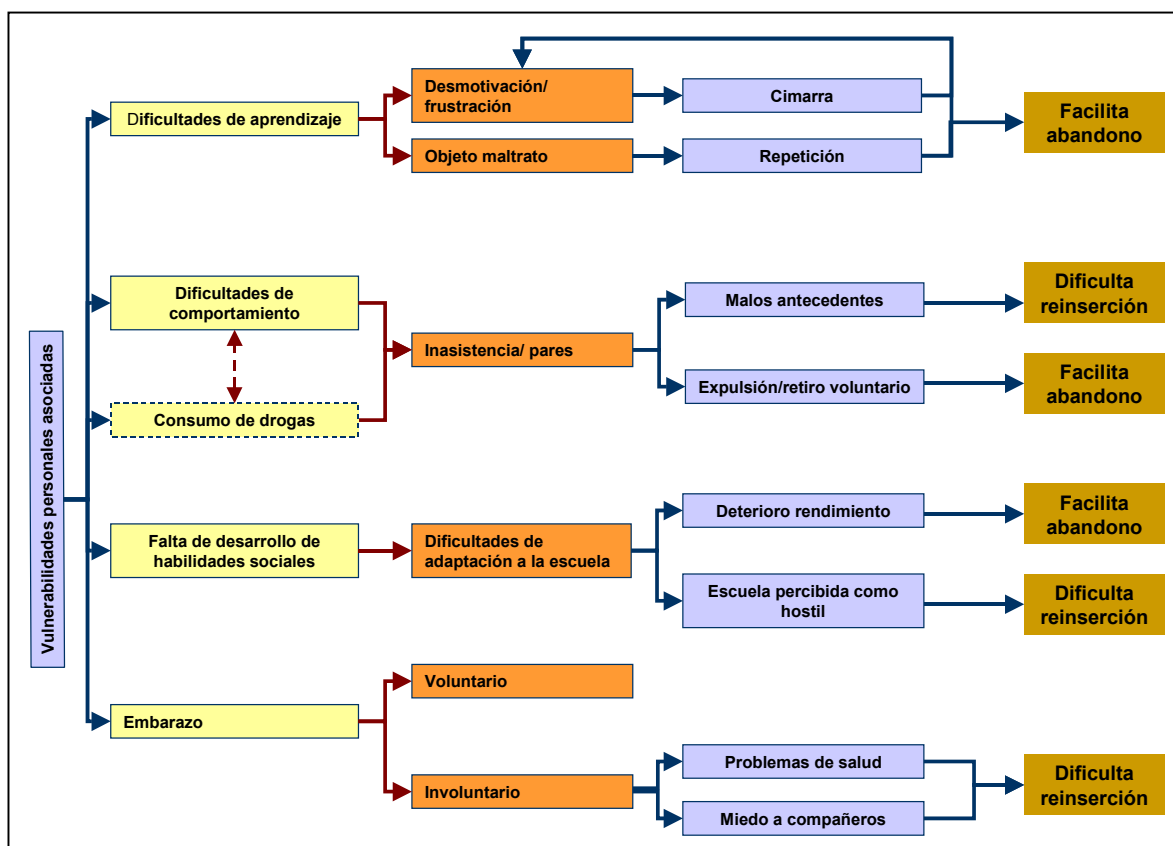 Vulnerabilidades personales asociadas
Dificultades de aprendizaje
Desmotivación/
frustración
Cimarra
Objeto maltrato
Repetición
Facilita
abandono
Dificultades de
comportamiento
Consumo de drogas
Inasistencia/ pares
Malos antecedentes
Dificulta
reinserción
Expulsión/retiro voluntario
Facilita
abandono
Falta de desarrollo de
habilidades sociales
Dificultades de
adaptación a la escuela
Deterioro rendimiento
Facilita
abandono
Escuela percibida como
hostil
Dificulta
reinserción
Embarazo
Voluntario
Involuntario
Problemas de salud
Miedo a compañeros
Dificulta
reinserción